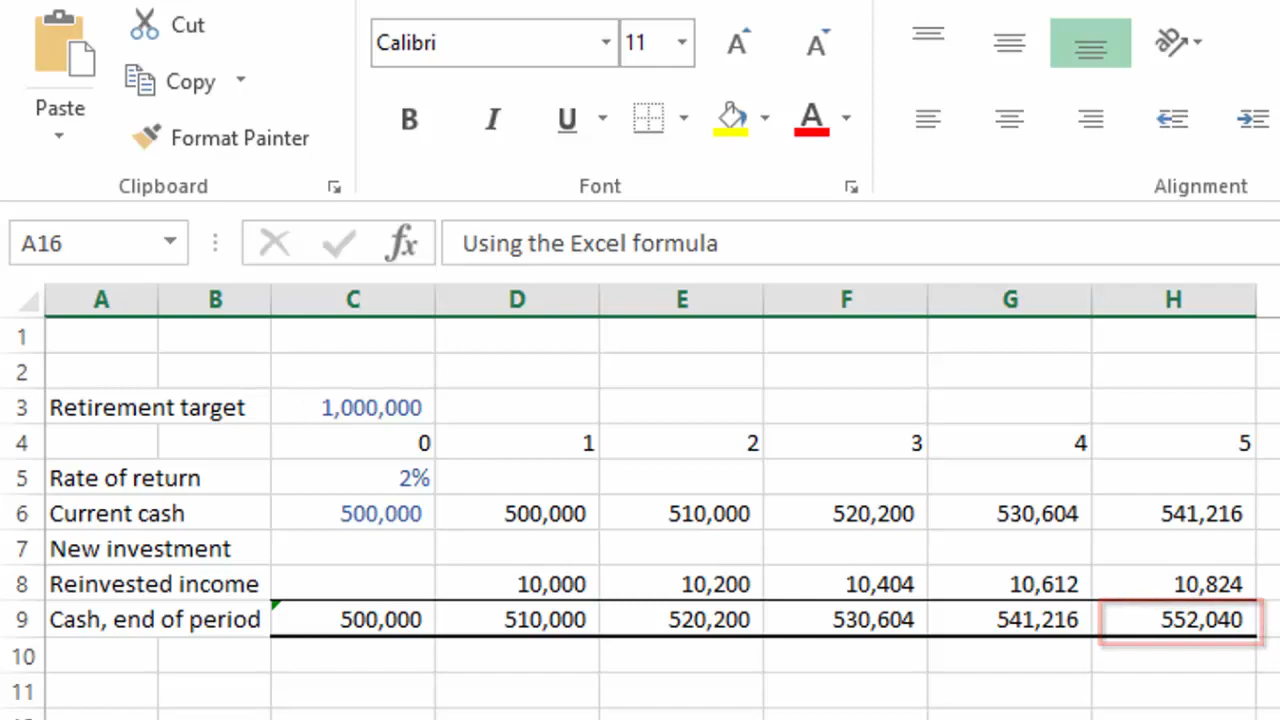 Cut
Calibri 11 A A
Copy
Paste
B I U A
Format Painter
Clipboard Font Alignment
A16 fx Using the Excel formula
A B C D E F G H
1
2
3 Retirement target 1,000,000
4 0 1 2 3 4 5
5 Rate of return 2%
6 Current cash 500,000 500,000 510,000 520,200 530,604 541,216
7 New investment
8 Reinvested income 10,000 10,200 10,404 10,612 10,824
9 Cash, end of period 500,000 510,000 520,200 530,604 541,216 552,040
10
11